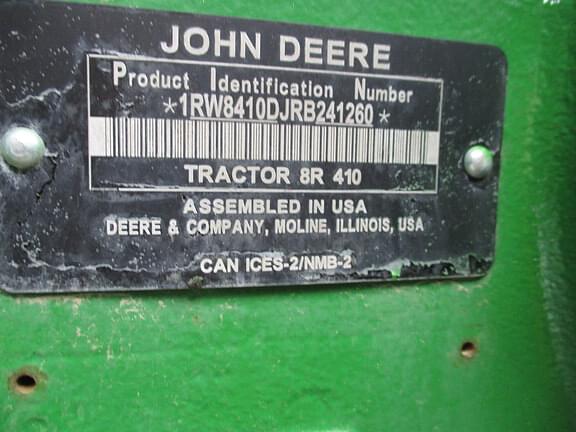 JOHN DEERE
Product Identification Number
*1RW8410DJRB241260*
TRACTOR 8R 410
ASSEMBLED IN USA
DEERE & COMPANY, MOLINE, ILLINOIS, USA
CAN ICES-2/NMB-2